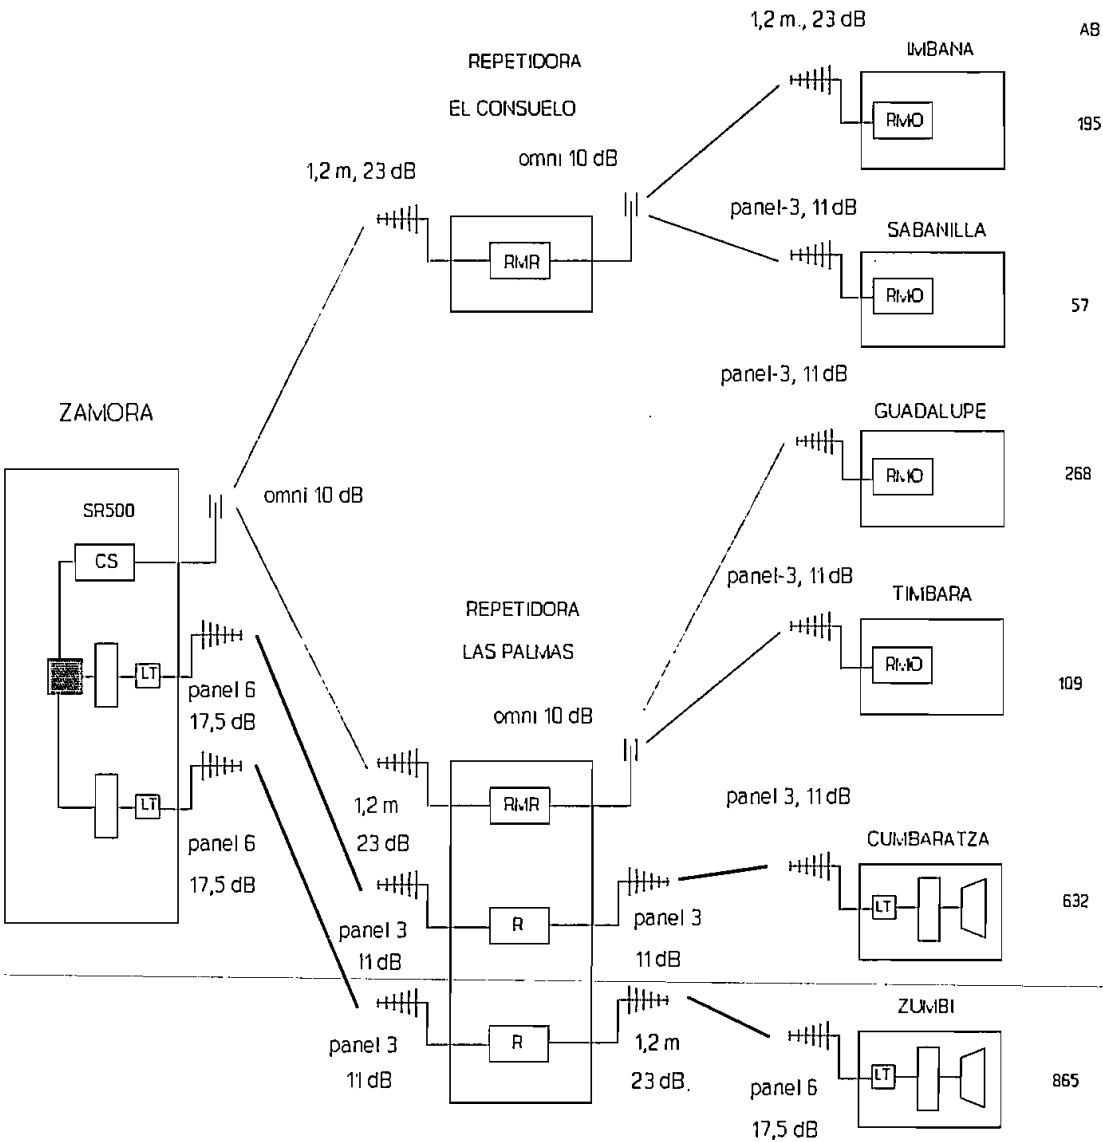 1,2 m., 23 dB
AB
IMBANA
REPETIDORA
EL CONSUELO
RMO
195
omni 10 dB
1,2 m, 23 dB
panel-3, 11 dB
SABANILLA
RMR
RMO
57
panel-3, 11 dB
ZAMORA
GUADALUPE
RMO
268
omni 10 dB
SR500
CS
panel-3, 11 dB
TIMBARA
REPETIDORA
LAS PALMAS
RMO
109
LT
panel 6
17,5 dB
omni 10 dB
LT
1,2 m
23 dB
RMR
panel 3, 11 dB
CUMBARATZA
panel 6
17,5 dB
LT
632
panel 3
11 dB
R
panel 3
11 dB
ZUMBI
panel 3
11 dB
R
1,2 m
23 dB.
LT
865
panel 6
17,5 dB